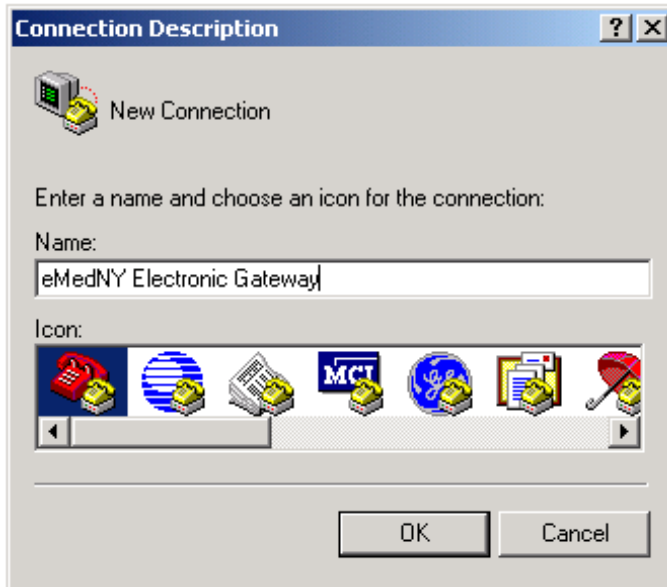 Connection Description
New Connection
Enter a name and choose an icon for the connection:
Name:
eMedNY Electronic Gateway
Icon:
MCI
OK Cancel